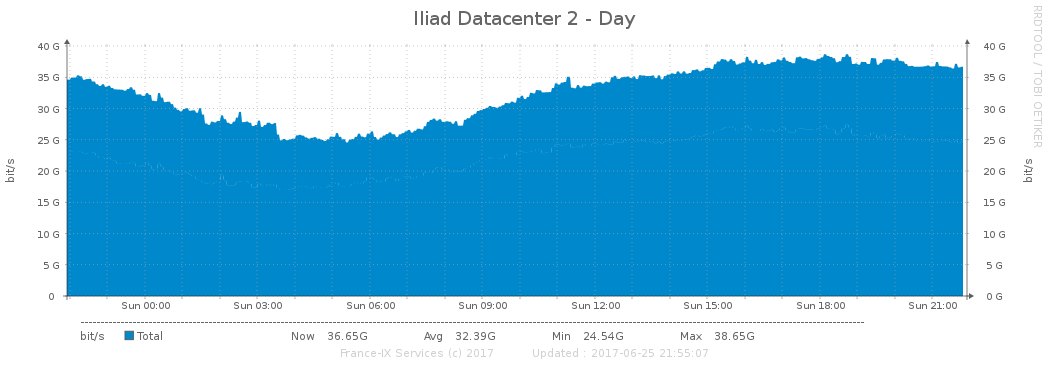 Iliad Datacenter 2 - Day
RRDTOOL / TOBI OETIKER
bit/s
40 G 40 G
35 G 35 G
30 G 30 G
25 G 25 G
20 G 20 G
15 G 15 G
10 G 10 G
5 G 5 G
0 0 G
bit/s
Sun 00:00 Sun 03:00 Sun 06:00 Sun 09:00 Sun 12:00 Sun 15:00 Sun 18:00 Sun 21:00
bit/s Total Now 36.65G Avg 32.39G Min 24.54G Max 38.65G
France-IX Services (c) 2017 Updated : 2017-06-25 21:55:07